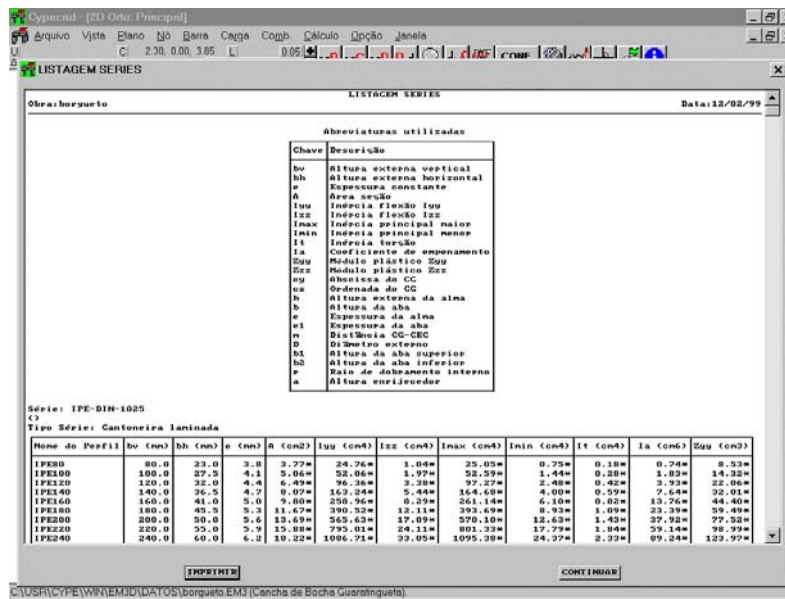 Cypecad - [2D Orto: Principal]
Arquivo Vista Plano Nó Barra Carga Comb. Cálculo Opção Janela
C: 2.30, 0.00, 3.05 L: 0.05
LISTAGEM SERIES
LISTAGEM SERIES
Obra:borgueto Data:12/02/99
Abreviaturas utilizadas
Chave Descrição
bv Altura externa vertical
bh Altura externa horizontal
e Espessura constante
A Área seção
Iyy Inércia flexão Iyy
Izz Inércia flexão Izz
Imax Inércia principal maior
Imin Inércia principal menor
It Inércia torsão
Ia Coeficiente de empenamento
Zyy Módulo plástico Zyy
Zzz Módulo plástico Zzz
cy Abscissa do CG
cz Ordenada do CG
h Altura externa da alma
b Altura da aba
e Espessura da alma
e1 Espessura da aba
m Distância CG-CEC
D Diâmetro externo
b1 Altura da aba superior
b2 Altura da aba inferior
r Raio de dobramento interno
a Altura enrijecedor
Série: IPE-DIN-1025
()
Tipo Série: Cantoneira laminada
Nome do Perfil bv (mm) bh (mm) e (mm) A (cm2) Iyy (cm4) Izz (cm4) Imax (cm4) Imin (cm4) It (cm4) Ia (cm6) Zyy (cm3)
IPE80 80.0 23.0 3.8 3.77* 24.76* 1.04* 25.05* 0.75* 0.18* 0.74* 8.53*
IPE100 100.0 27.5 4.1 5.06* 52.06* 1.97* 52.59* 1.44* 0.28* 1.83* 14.32*
IPE120 120.0 32.0 4.4 6.49* 96.36* 3.38* 97.27* 2.48* 0.42* 3.93* 22.06*
IPE140 140.0 36.5 4.7 8.07* 163.24* 5.44* 164.68* 4.00* 0.59* 7.64* 32.01*
IPE160 160.0 41.0 5.0 9.80* 258.96* 8.29* 261.14* 6.10* 0.82* 13.76* 44.40*
IPE180 180.0 45.5 5.3 11.67* 390.52* 12.11* 393.69* 8.93* 1.09* 23.39* 59.49*
IPE200 200.0 50.0 5.6 13.69* 565.63* 17.09* 570.10* 12.63* 1.43* 37.92* 77.52*
IPE220 220.0 55.0 5.9 15.88* 795.01* 24.11* 801.33* 17.79* 1.84* 59.14* 98.99*
IPE240 240.0 60.0 6.2 18.22* 1086.71* 33.05* 1095.38* 24.37* 2.33* 89.24* 123.97*
IMPRIMIR CONTINUAR
C:\USR\CYPE\WIN\EM3D\DATOS\borgueto.EM3 (Cancha de Bocha Guaratingueta).